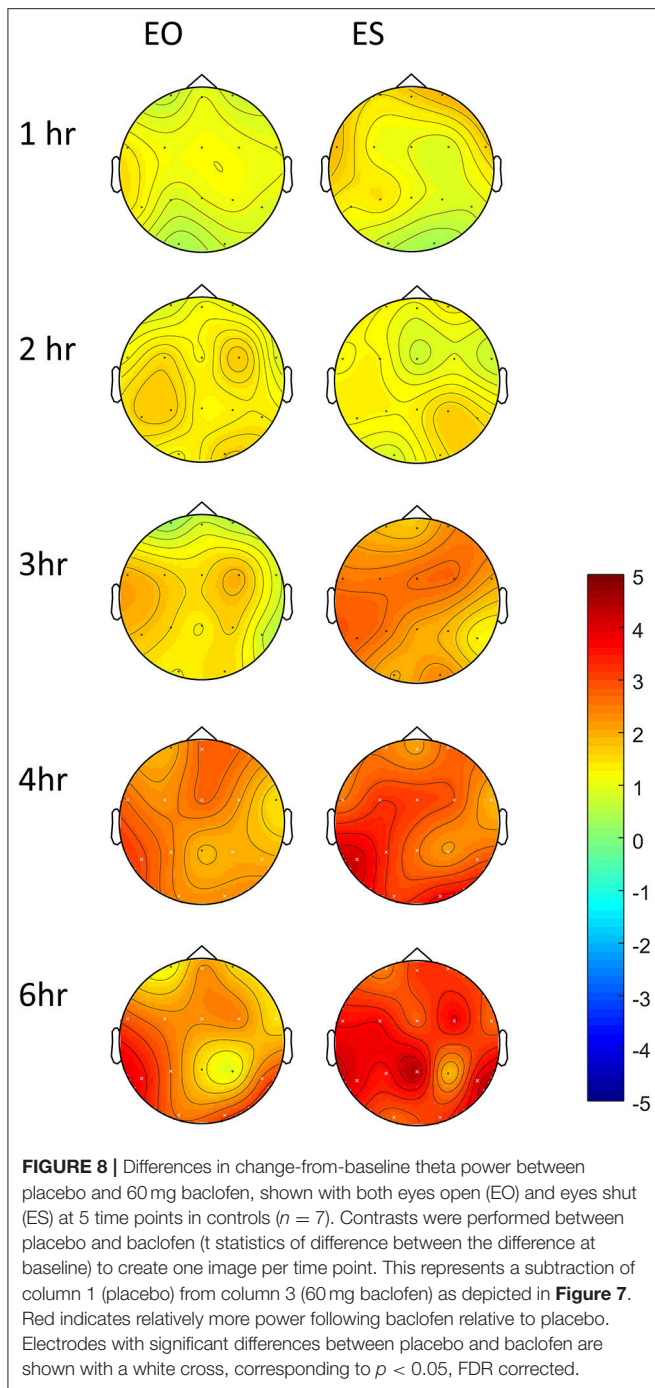 EO ES
1 hr
2 hr
3hr
4hr
6hr
5
4
3
2
1
0
-1
-2
-3
-4
-5
FIGURE 8 | Differences in change-from-baseline theta power between
placebo and 60 mg baclofen, shown with both eyes open (EO) and eyes shut
(ES) at 5 time points in controls (n = 7). Contrasts were performed between
placebo and baclofen (t statistics of difference between the difference at
baseline) to create one image per time point. This represents a subtraction of
column 1 (placebo) from column 3 (60 mg baclofen) as depicted in Figure 7.
Red indicates relatively more power following baclofen relative to placebo.
Electrodes with significant differences between placebo and baclofen are
shown with a white cross, corresponding to p < 0.05, FDR corrected.